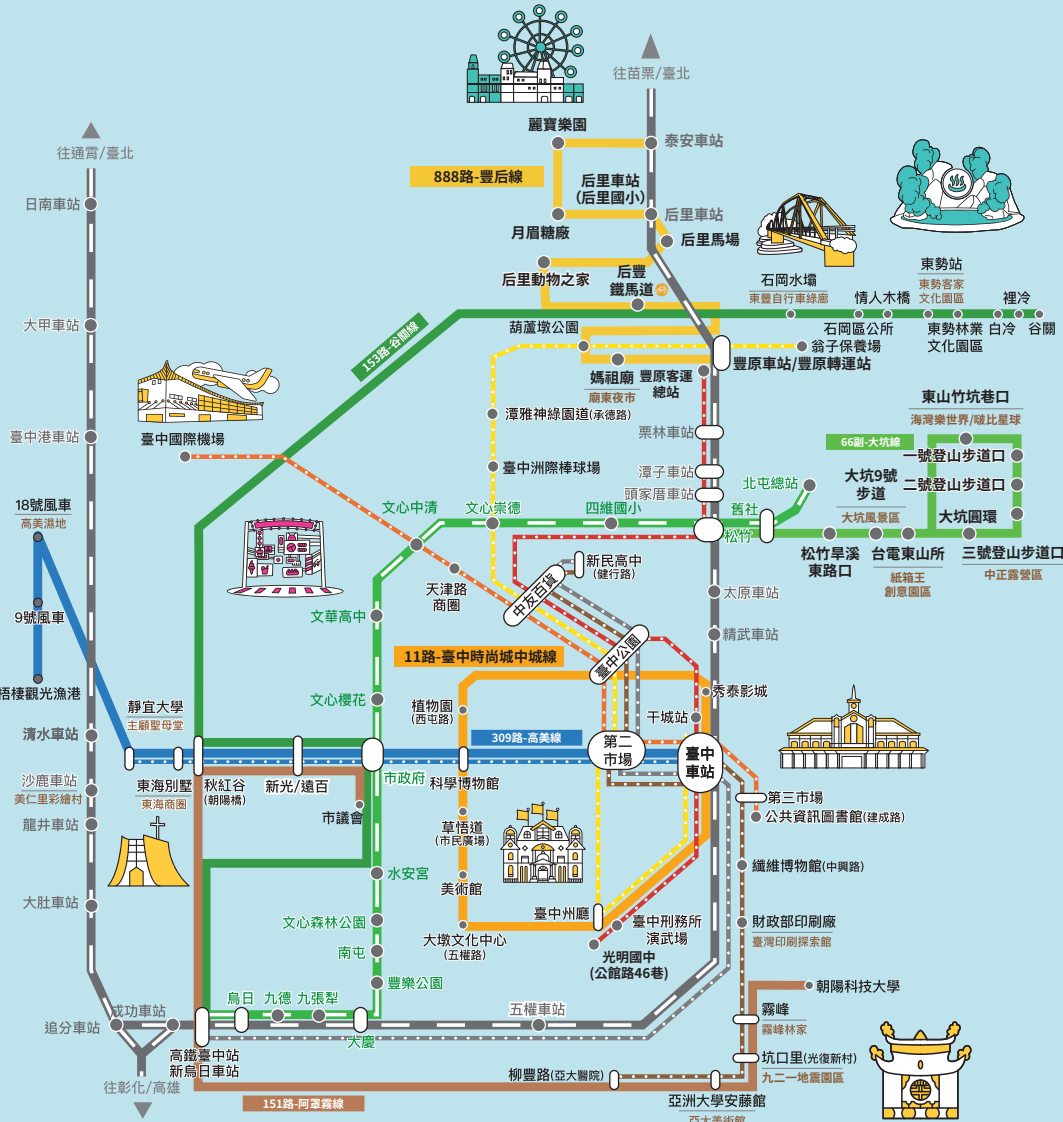 往苗栗/臺北
麗寶樂園
泰安車站
往通霄/臺北
888路-豐后線
后里車站
(后里國小)
日南車站
后里車站
月眉糖廠
后里馬場
后里動物之家
后豐
鐵馬道
石岡水壩
東豐自行車綠廊
東勢站
東勢客家
文化園區
情人木橋
裡冷
石岡區公所
東勢林業
文化園區
白冷
谷關
大甲車站
153路-谷關線
葫蘆墩公園
翁子保養場
豐原車站/豐原轉運站
媽祖廟
廟東夜市
豐原客運
總站
臺中港車站
臺中國際機場
潭雅神綠園道(承德路)
栗林車站
東山竹坑巷口
海灣樂世界/啵比星球
66副-大坑線
一號登山步道口
臺中洲際棒球場
潭子車站
頭家厝車站
北屯總站
大坑9號
步道
大坑風景區
二號登山步道口
18號風車
高美濕地
文心中清
文心崇德
四維國小
舊社
松竹
大坑圓環
松竹旱溪
東路口
台電東山所
紙箱王
創意園區
三號登山步道口
中正露營區
9號風車
天津路
商圈
新民高中
(健行路)
中友百貨
太原車站
文華高中
臺中公園
精武車站
11路-臺中時尚城中城線
梧棲觀光漁港
靜宜大學
主顧聖母堂
文心櫻花
植物園
(西屯路)
秀泰影城
干城站
清水車站
309路-高美線
第二
市場
臺中
車站
沙鹿車站
美仁里彩繪村
東海別墅
東海商圈
秋紅谷
(朝陽橋)
新光/遠百
市政府
科學博物館
第三市場
市議會
公共資訊圖書館(建成路)
龍井車站
草悟道
(市民廣場)
水安宮
美術館
纖維博物館(中興路)
大肚車站
文心森林公園
臺中州廳
臺中刑務所
演武場
財政部印刷廠
臺灣印刷探索館
南屯
大墩文化中心
(五權路)
光明國中
(公館路46巷)
豐樂公園
朝陽科技大學
烏日
九德
九張犁
五權車站
成功車站
追分車站
大慶
霧峰
霧峰林家
高鐵臺中站
新烏日車站
坑口里(光復新村)
九二一地震園區
往彰化/高雄
柳豐路(亞大醫院)
151路-阿罩霧線
亞洲大學安藤館
亞大美術館